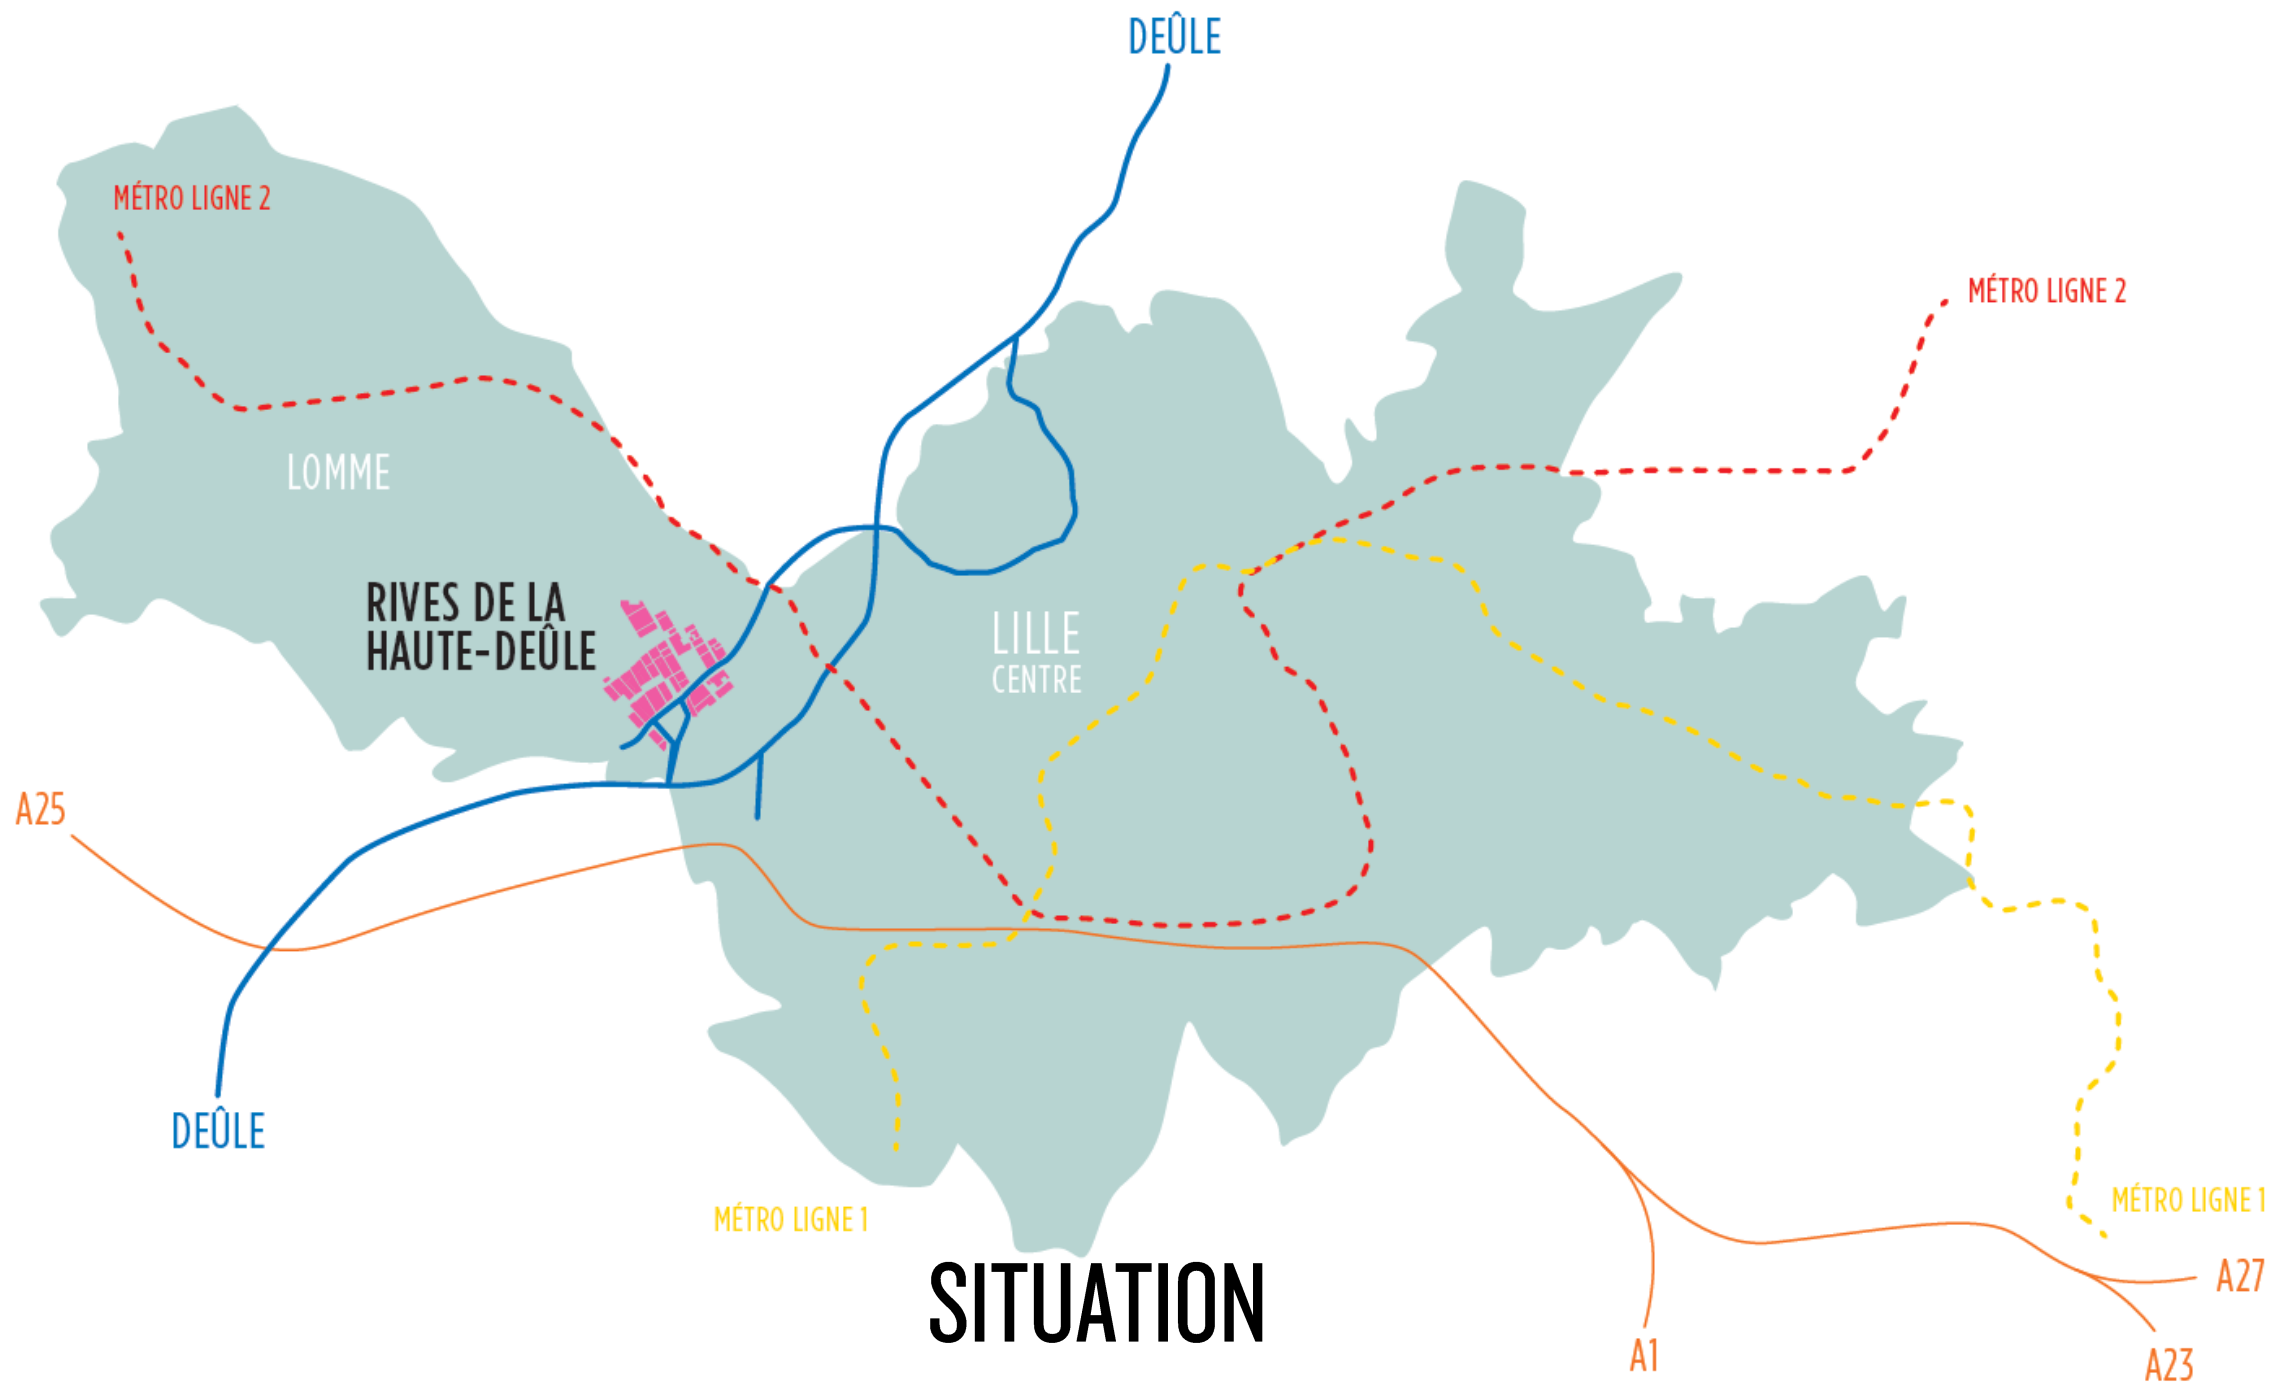 DEÛLE
MÉTRO LIGNE 2
MÉTRO LIGNE 2
LOMME
RIVES DE LA
HAUTE-DEÛLE
LILLE
CENTRE
A25
DEÛLE
MÉTRO LIGNE 1
MÉTRO LIGNE 1
SITUATION
A27
A1
A23